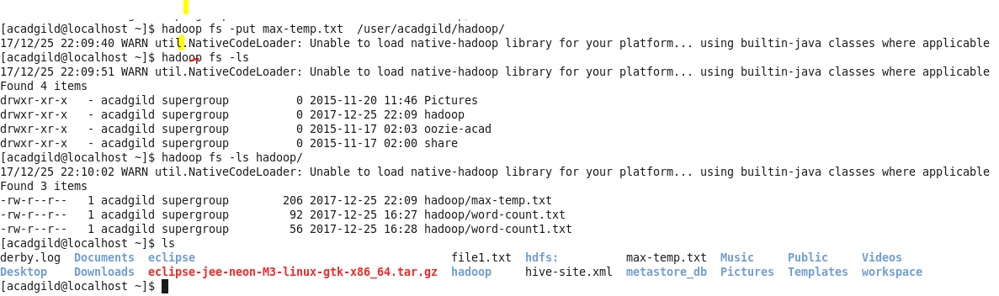 [acadgild@localhost ~]$ hadoop fs -put max-temp.txt  /user/acadgild/hadoop/
17/12/25 22:09:40 WARN util.NativeCodeLoader: Unable to load native-hadoop library for your platform... using builtin-java classes where applicable
[acadgild@localhost ~]$ hadoop fs -ls
17/12/25 22:09:51 WARN util.NativeCodeLoader: Unable to load native-hadoop library for your platform... using builtin-java classes where applicable
Found 4 items
drwxr-xr-x   - acadgild supergroup          0 2015-11-20 11:46 Pictures
drwxr-xr-x   - acadgild supergroup          0 2017-12-25 22:09 hadoop
drwxr-xr-x   - acadgild supergroup          0 2015-11-17 02:03 oozie-acad
drwxr-xr-x   - acadgild supergroup          0 2015-11-17 02:00 share
[acadgild@localhost ~]$ hadoop fs -ls hadoop/
17/12/25 22:10:02 WARN util.NativeCodeLoader: Unable to load native-hadoop library for your platform... using builtin-java classes where applicable
Found 3 items
-rw-r--r--   1 acadgild supergroup        206 2017-12-25 22:09 hadoop/max-temp.txt
-rw-r--r--   1 acadgild supergroup         92 2017-12-25 16:27 hadoop/word-count.txt
-rw-r--r--   1 acadgild supergroup         56 2017-12-25 16:28 hadoop/word-count1.txt
[acadgild@localhost ~]$ ls
derby.log  Documents  eclipse                                      file1.txt  hdfs:          max-temp.txt  Music     Public     Videos
Desktop    Downloads  eclipse-jee-neon-M3-linux-gtk-x86_64.tar.gz  hadoop     hive-site.xml  metastore_db  Pictures  Templates  workspace
[acadgild@localhost ~]$